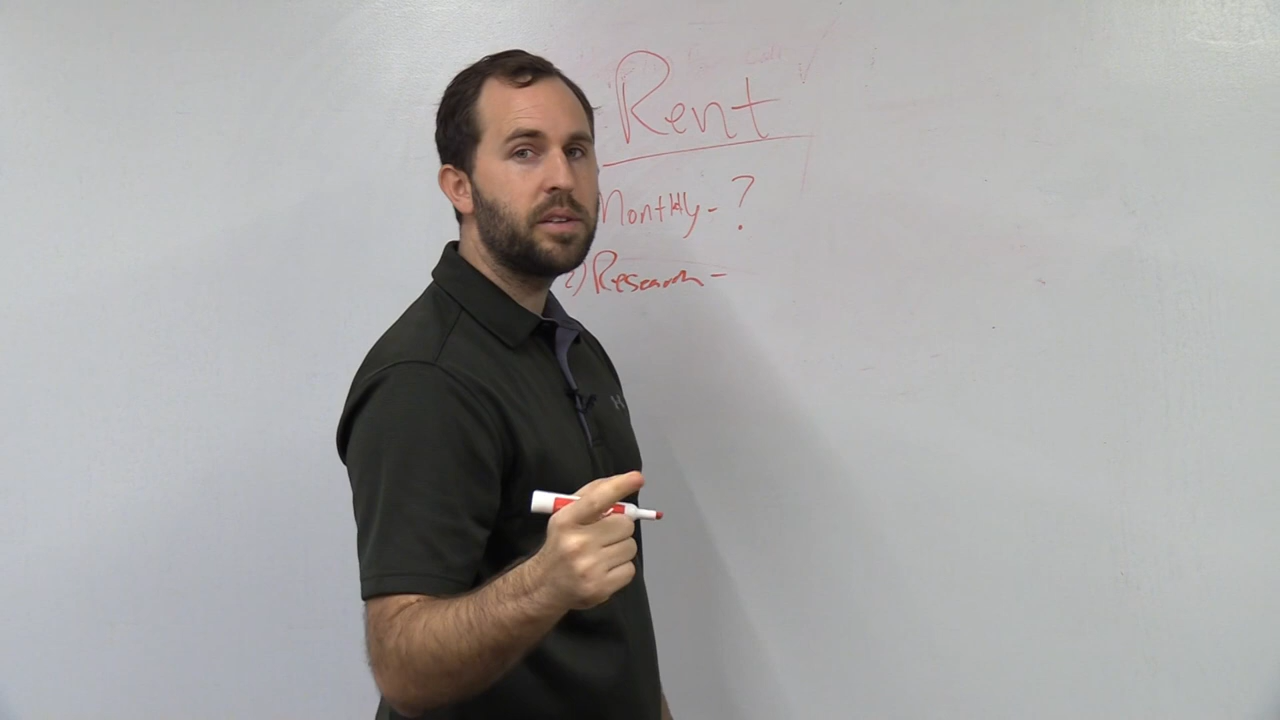 Rent
Monthly - ?
2) Research -